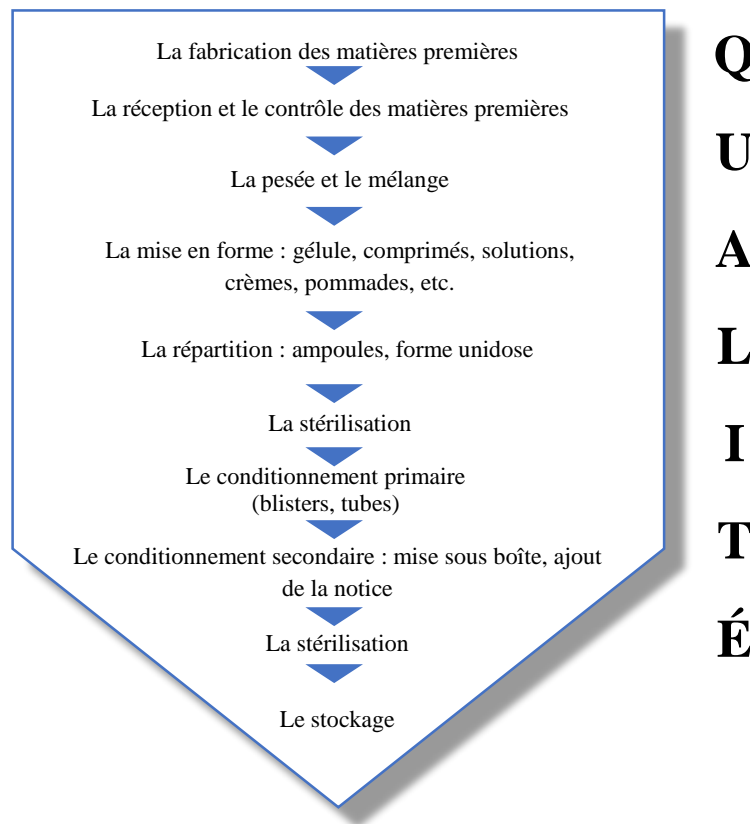 La fabrication des matières premières
La réception et le contrôle des matières premières
La pesée et le mélange
La mise en forme : gélule, comprimés, solutions,
crèmes, pommades, etc.
La répartition : ampoules, forme unidose
La stérilisation
Le conditionnement primaire
(blisters, tubes)
Le conditionnement secondaire : mise sous boîte, ajout
de la notice
La stérilisation
Le stockage
Q
U
A
L
I
T
É